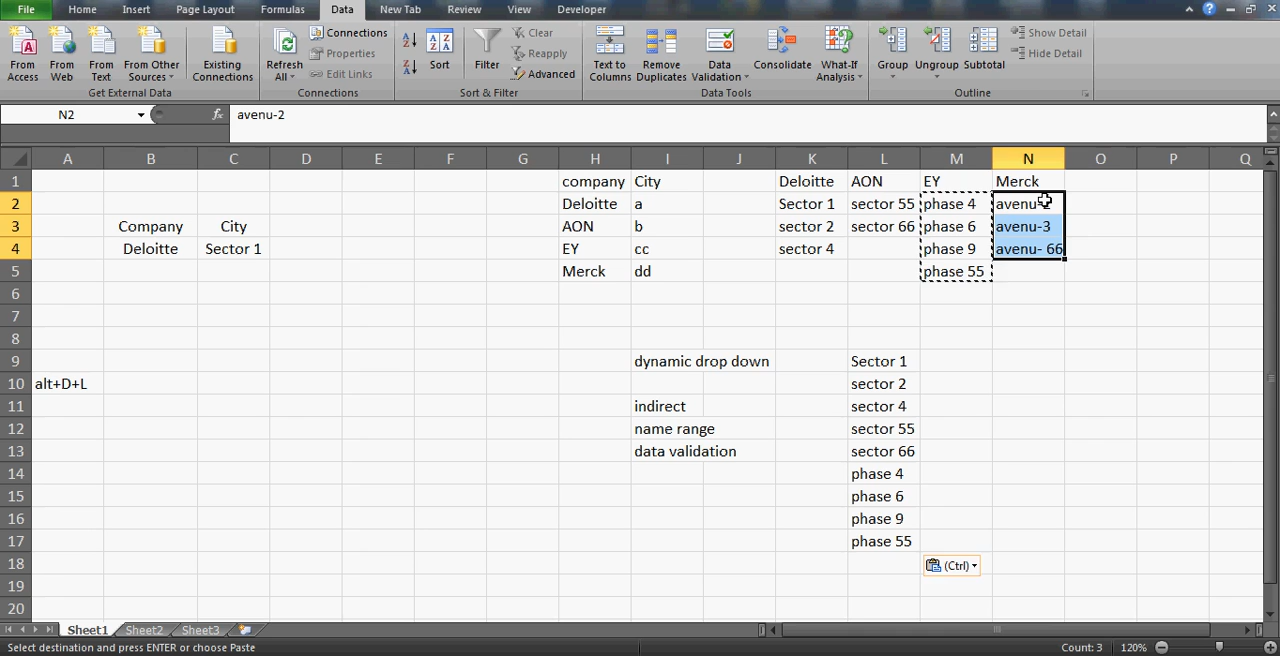 File Home Insert Page Layout Formulas Data New Tab Review View Developer
From Access From Web From Text From Other Sources Existing Connections Refresh All Connections Properties Edit Links Sort Filter Clear Reapply Advanced Text to Columns Remove Duplicates Data Validation Consolidate What-If Analysis Group Ungroup Subtotal Show Detail Hide Detail
Get External Data Connections Sort & Filter Data Tools Outline
N2 fx avenu-2
A B C D E F G H I J K L M N O P Q
1 company City Deloitte AON EY Merck
2 Deloitte a Sector 1 sector 55 phase 4 avenu-2
3 Company City AON b sector 2 sector 66 phase 6 avenu-3
4 Deloitte Sector 1 EY cc sector 4 phase 9 avenu- 66
5 Merck dd phase 55
6
7
8
9 dynamic drop down Sector 1
10 alt+D+L sector 2
11 indirect sector 4
12 name range sector 55
13 data validation sector 66
14 phase 4
15 phase 6
16 phase 9
17 phase 55
18 (Ctrl)
19
20
Sheet1 Sheet2 Sheet3
Select destination and press ENTER or choose Paste Count: 3 120%